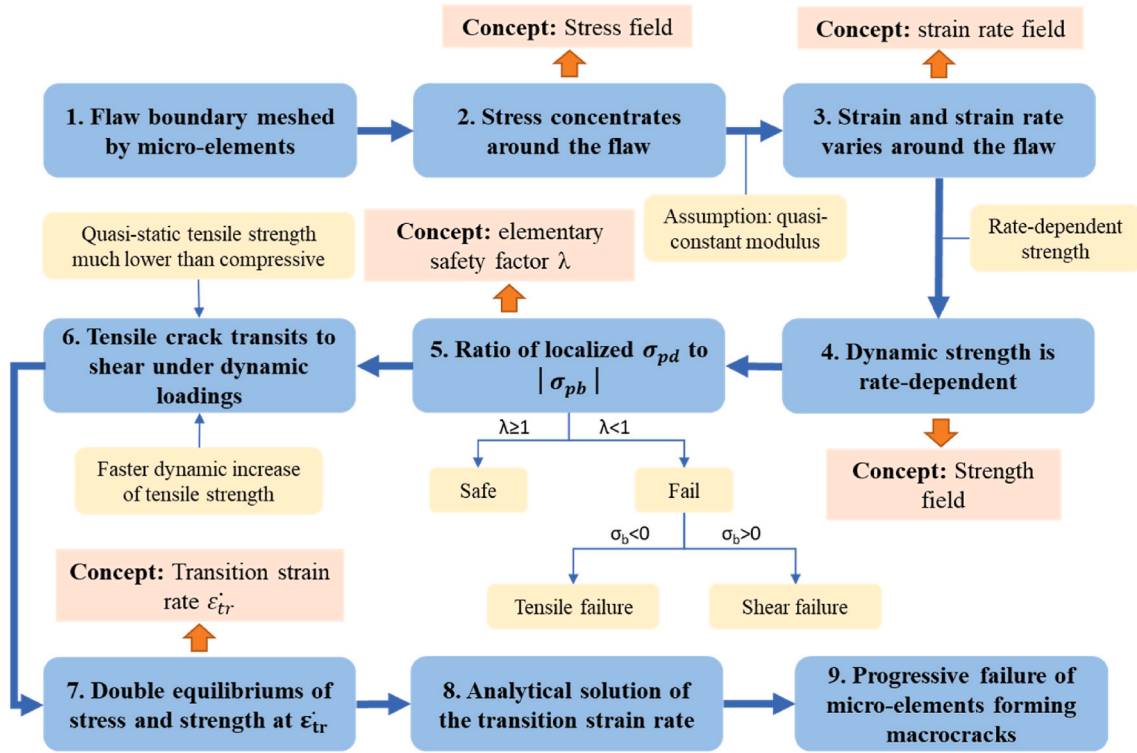 Concept: Stress field
Concept: strain rate field
1. Flaw boundary meshed
by micro-elements
2. Stress concentrates
around the flaw
3. Strain and strain rate
varies around the flaw
Assumption: quasi-
constant modulus
Rate-dependent
strength
Quasi-static tensile strength
much lower than compressive
Concept: elementary
safety factor λ
6. Tensile crack transits to
shear under dynamic
loadings
5. Ratio of localized σpd to
| σpb |
4. Dynamic strength is
rate-dependent
λ≥1
λ<1
Faster dynamic increase
of tensile strength
Safe
Fail
Concept: Strength
field
σb<0
σb>0
Concept: Transition strain
rate ε̇tr
Tensile failure
Shear failure
7. Double equilibriums of
stress and strength at ε̇tr
8. Analytical solution of
the transition strain rate
9. Progressive failure of
micro-elements forming
macrocracks